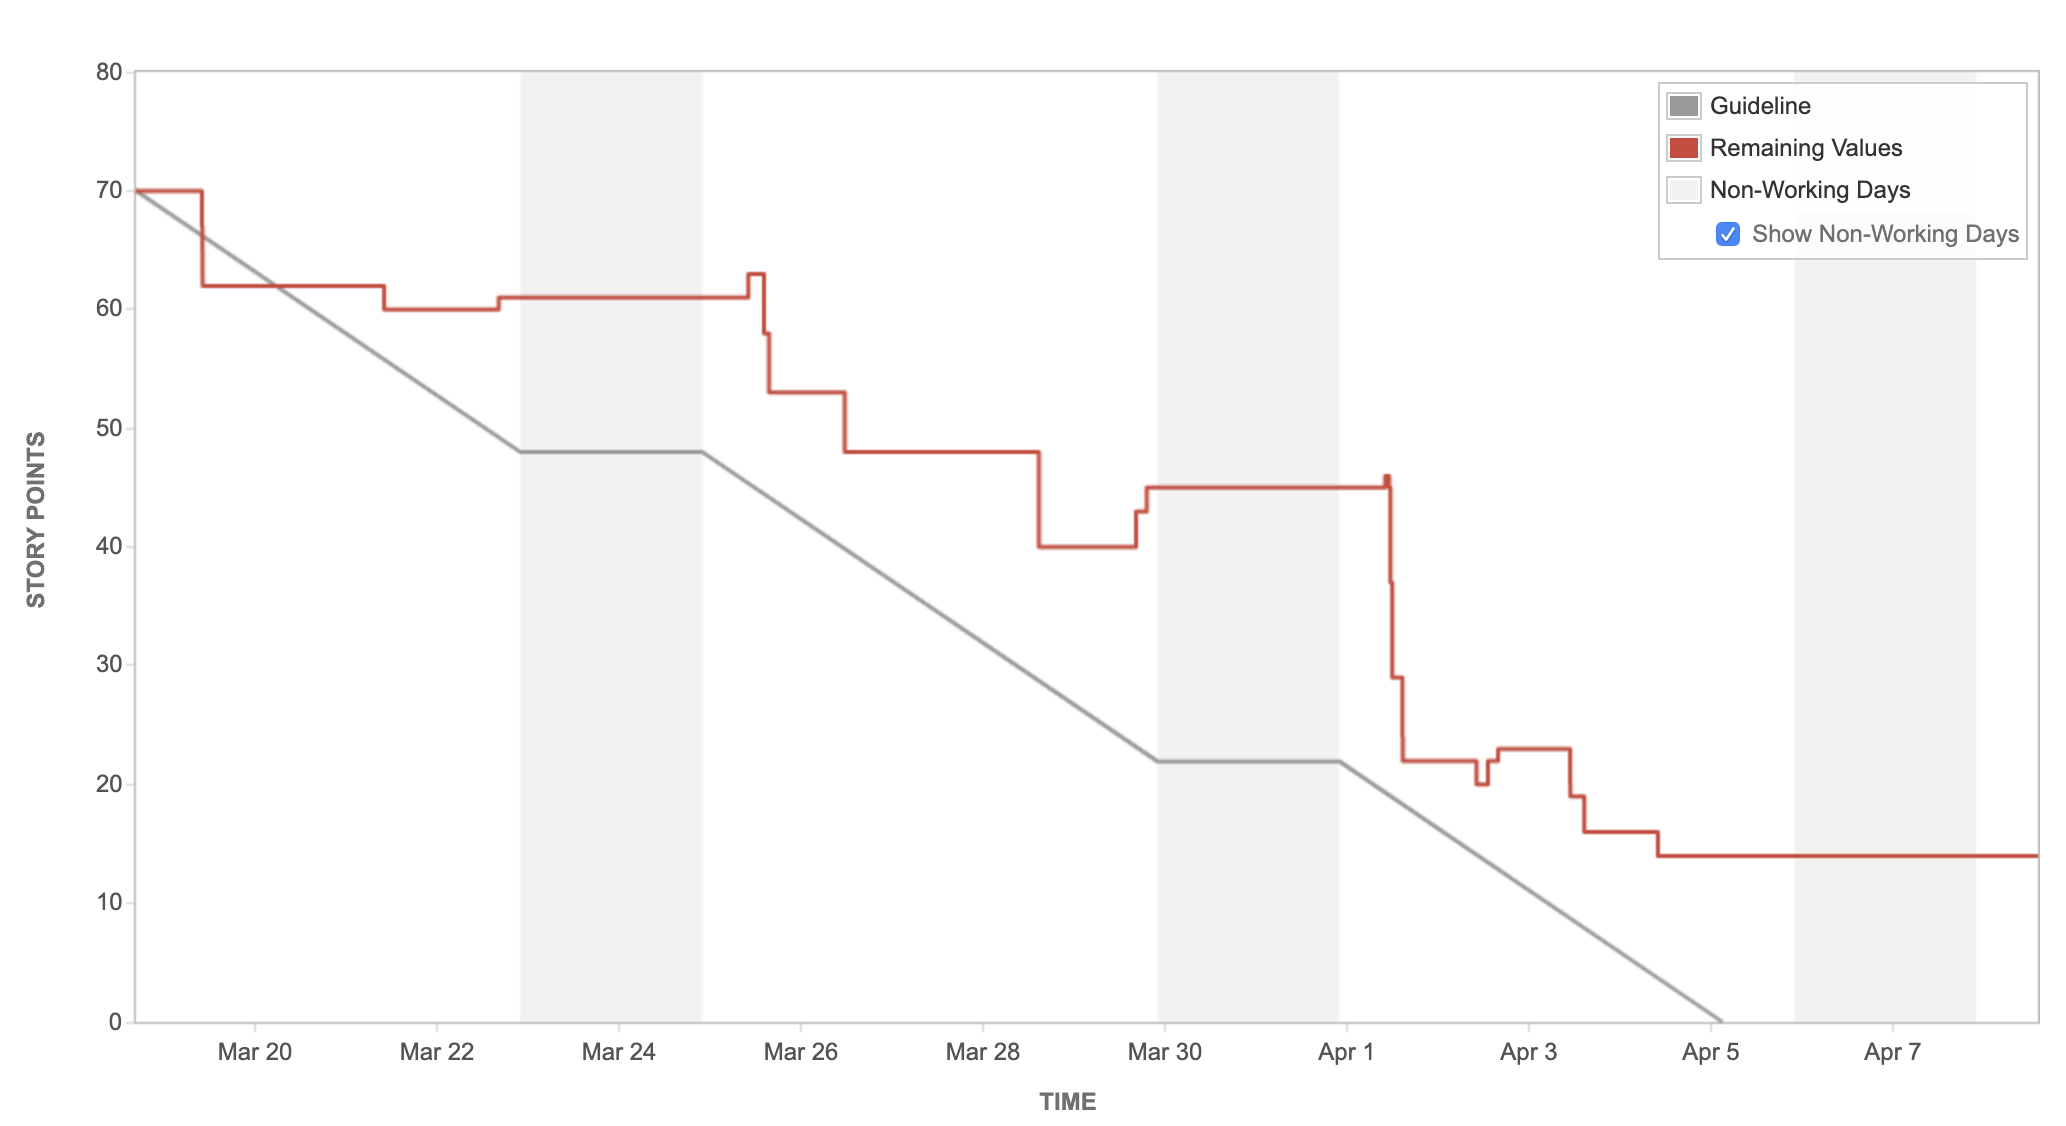 80
70
60
50
40
30
20
10
0
STORY POINTS
Guideline
Remaining Values
Non-Working Days
Show Non-Working Days
Mar 20 Mar 22 Mar 24 Mar 26 Mar 28 Mar 30 Apr 1 Apr 3 Apr 5 Apr 7
TIME